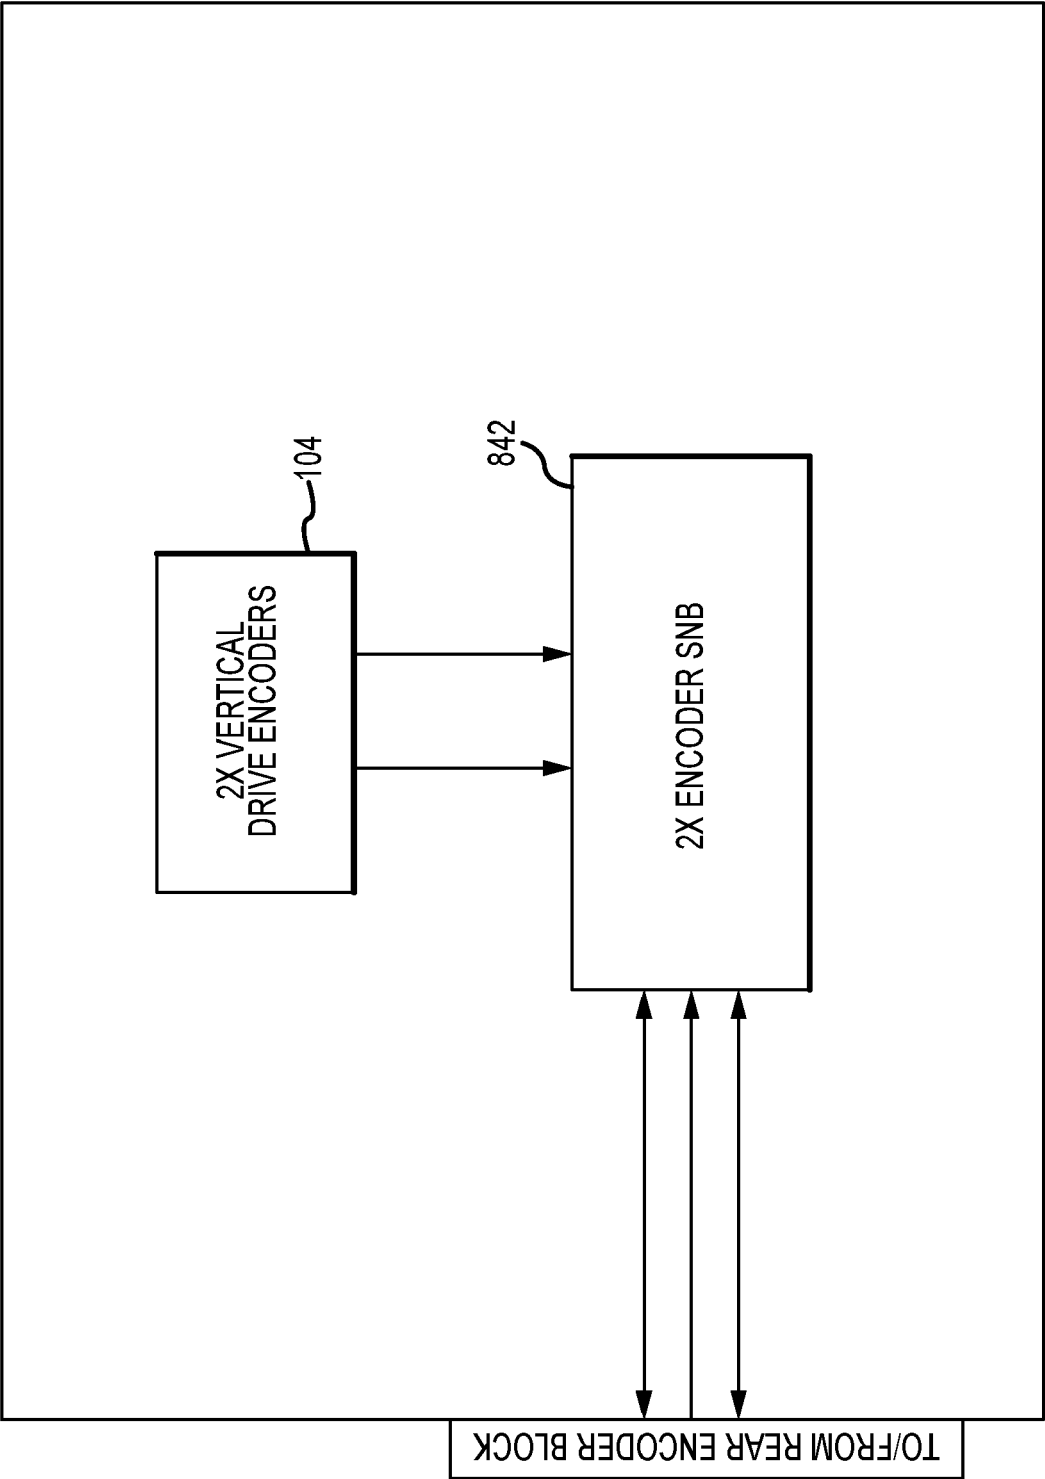 2X VERTICAL
DRIVE ENCODERS
104
842
2X ENCODER SNB
TO/FROM REAR ENCODER BLOCK